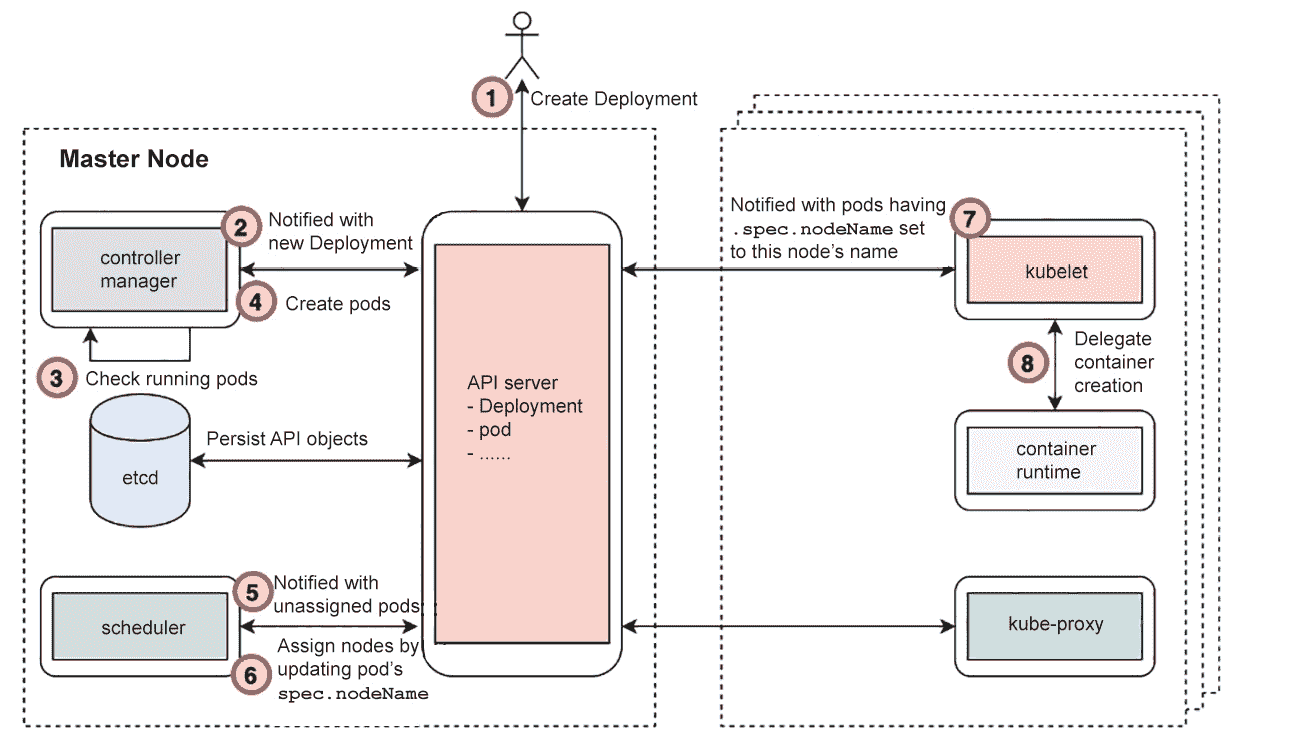 1
Create Deployment
Master Node
2
Notified with
new Deployment
controller
manager
4
Create pods
3
Check running pods
etcd
Persist API objects
API server
- Deployment
- pod
- ......
5
Notified with
unassigned pods
scheduler
6
Assign nodes by
updating pod's
spec.nodeName
Notified with pods having
.spec.nodeName set
to this node's name
7
kubelet
8
Delegate
container
creation
container
runtime
kube-proxy